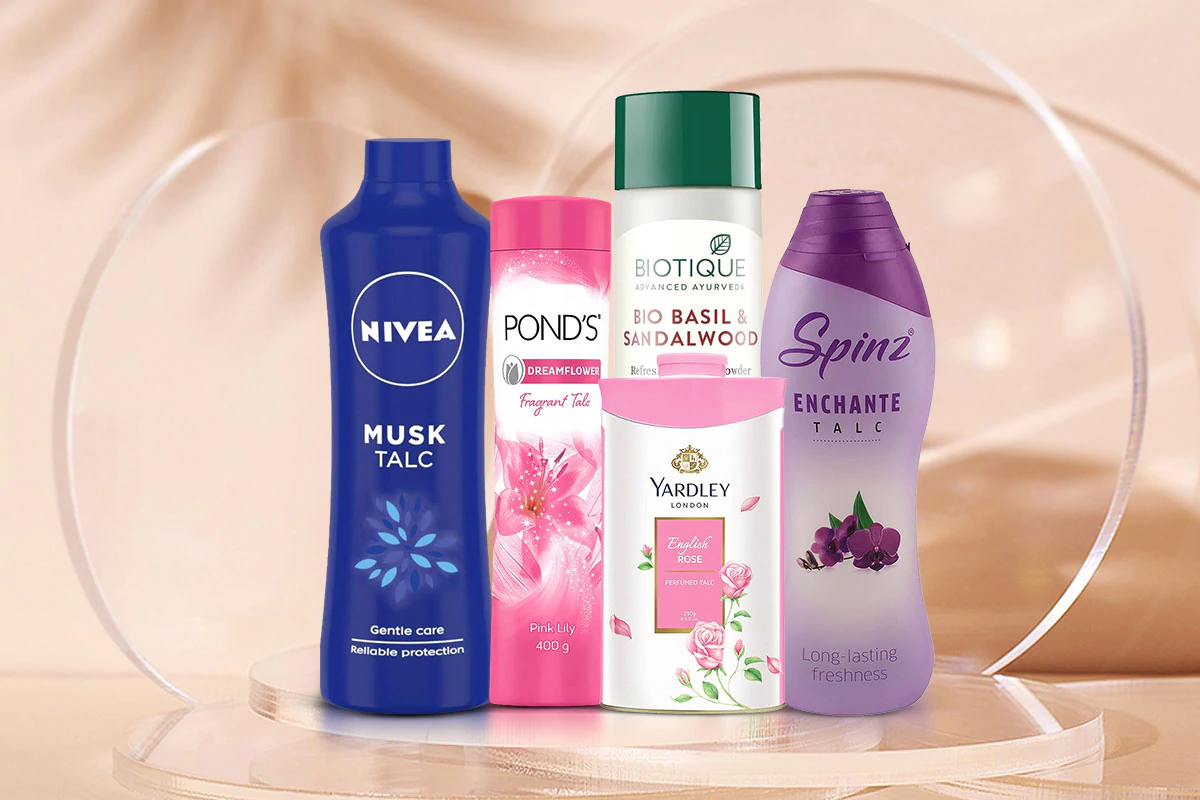 NIVEA
MUSK
TALC
Gentle care
Reliable protection
POND'S
DREAMFLOWER
Fragrant Talc
Pink Lily
400 g
BIOTIQUE
ADVANCED AYURVEDA
BIO BASIL &
SANDALWOOD
YARDLEY
LONDON
English
ROSE
PERFUMED TALC
250g
Spinz®
ENCHANTE
TALC
Long-lasting
freshness